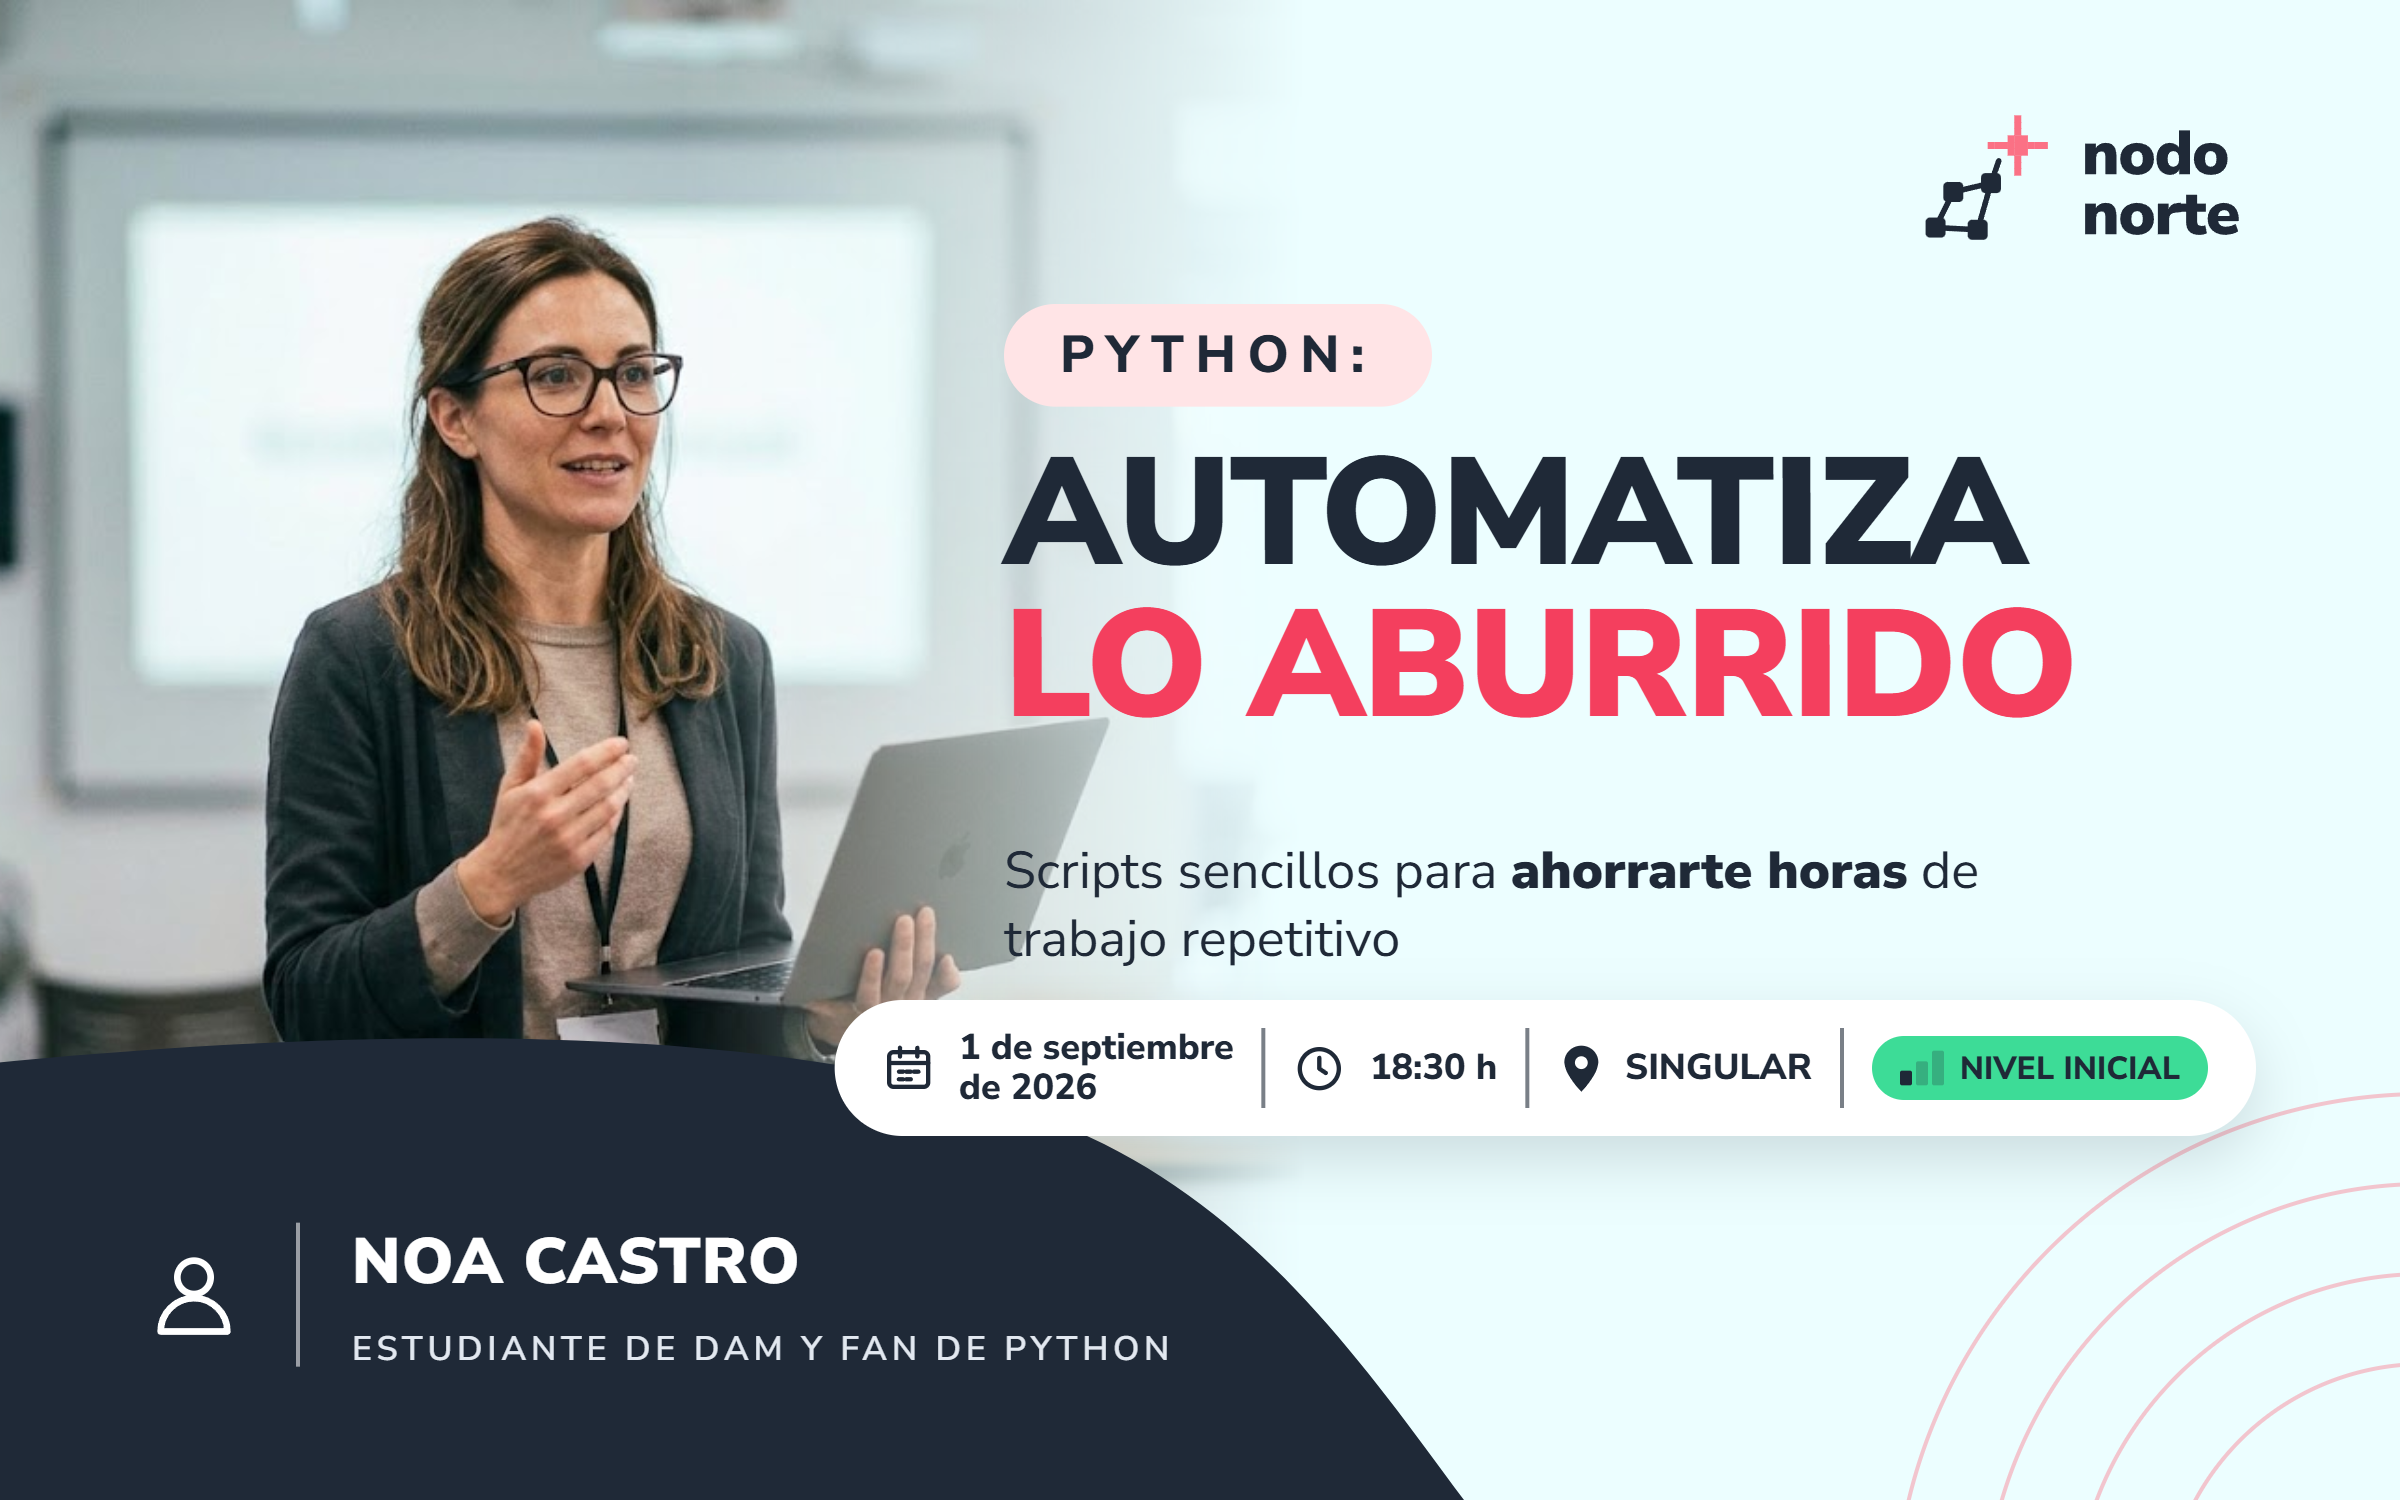 nodo
norte
PYTHON:
AUTOMATIZA
LO ABURRIDO
Scripts sencillos para ahorrarte horas de
trabajo repetitivo
1 de septiembre
de 2026
18:30 h
SINGULAR
NIVEL INICIAL
NOA CASTRO
ESTUDIANTE DE DAM Y FAN DE PYTHON